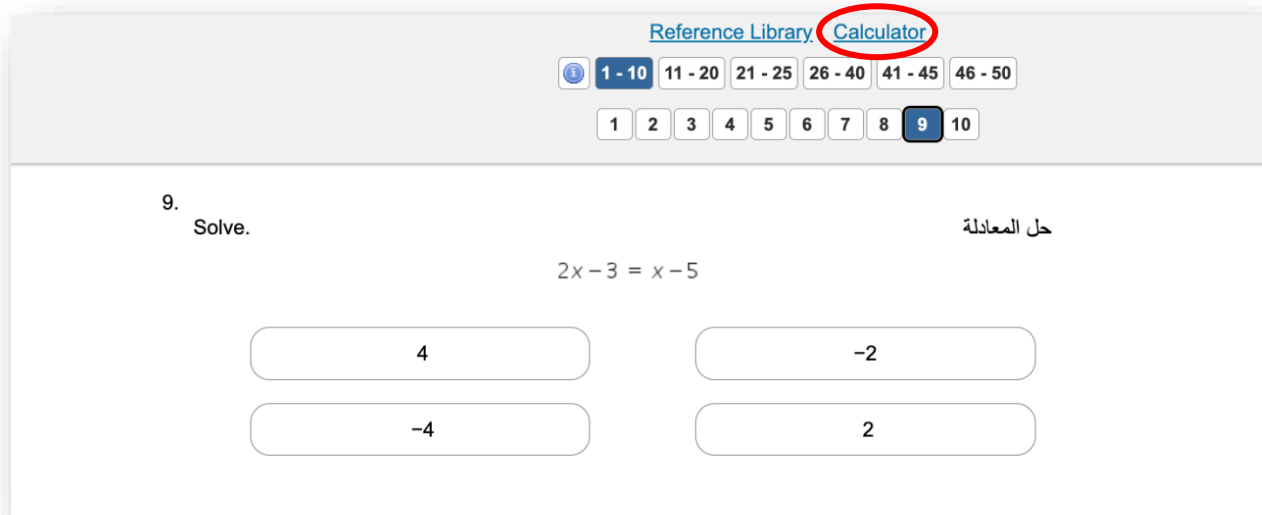 Reference Library Calculator
1 - 10 11 - 20 21 - 25 26 - 40 41 - 45 46 - 50
1 2 3 4 5 6 7 8 9 10
9.
Solve. حل المعادلة
2x – 3 = x – 5
4 −2
−4 2